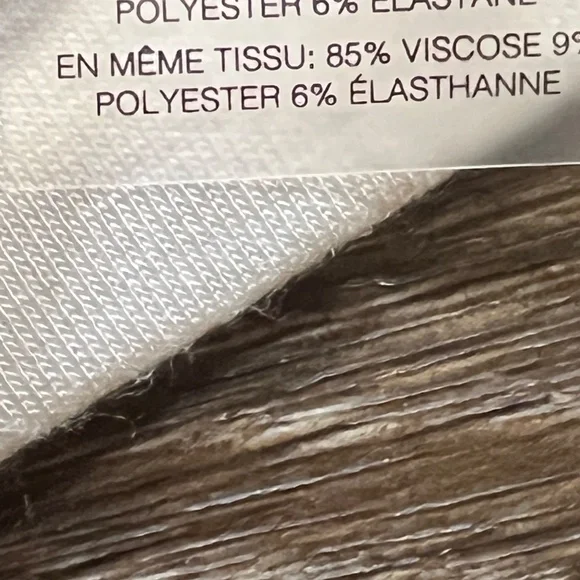 POLYESTER 6% ELASTANE
EN MÊME TISSU: 85% VISCOSE 9%
POLYESTER 6% ÉLASTHANNE